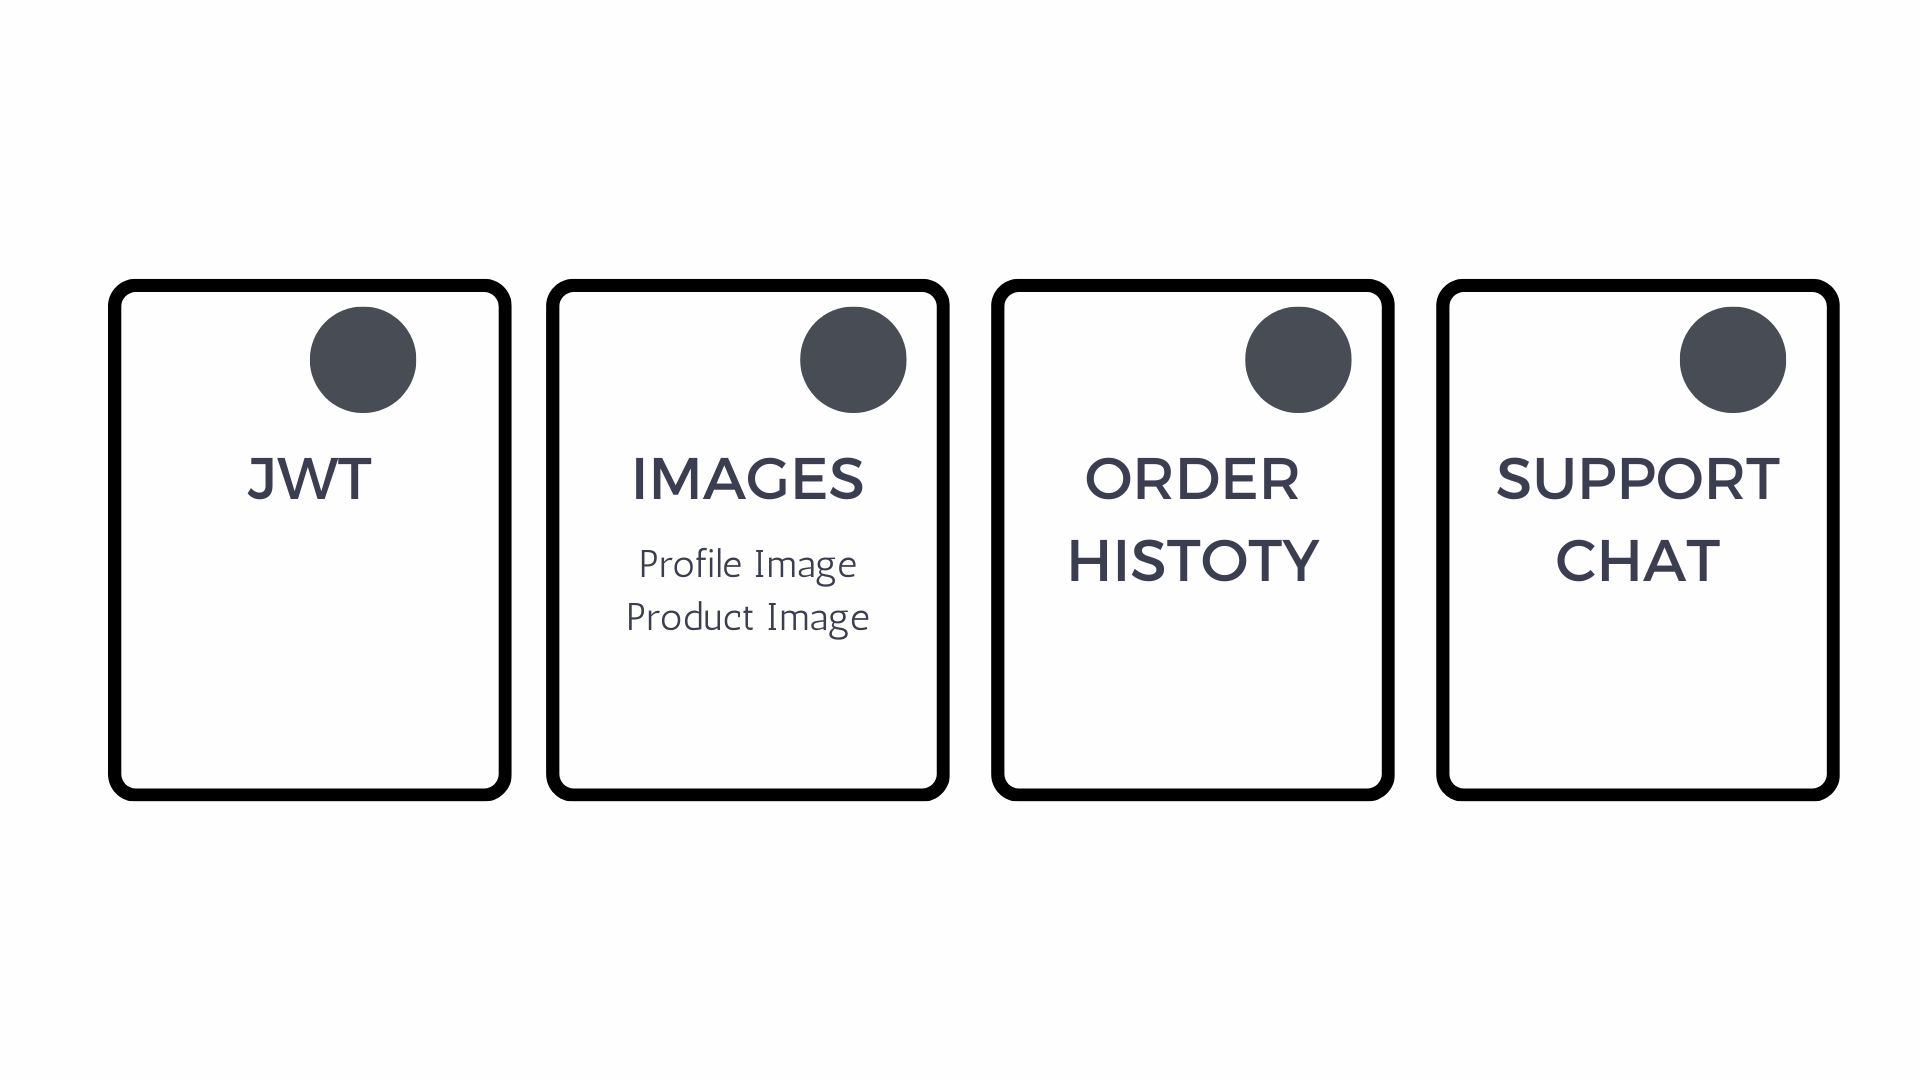 JWT
IMAGES
Profile Image
Product Image
ORDER
HISTOTY
SUPPORT
CHAT